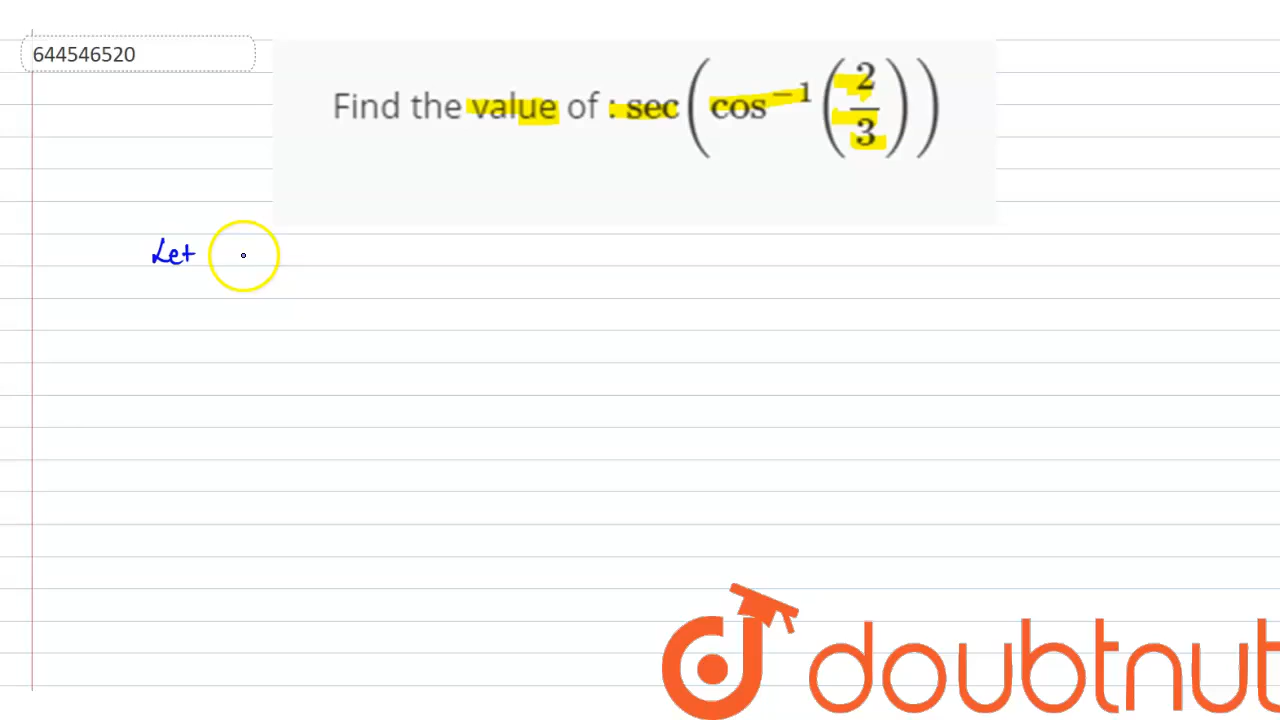 644546520
Find the value of : sec(cos⁻¹(2/3))
Let
doubtnut